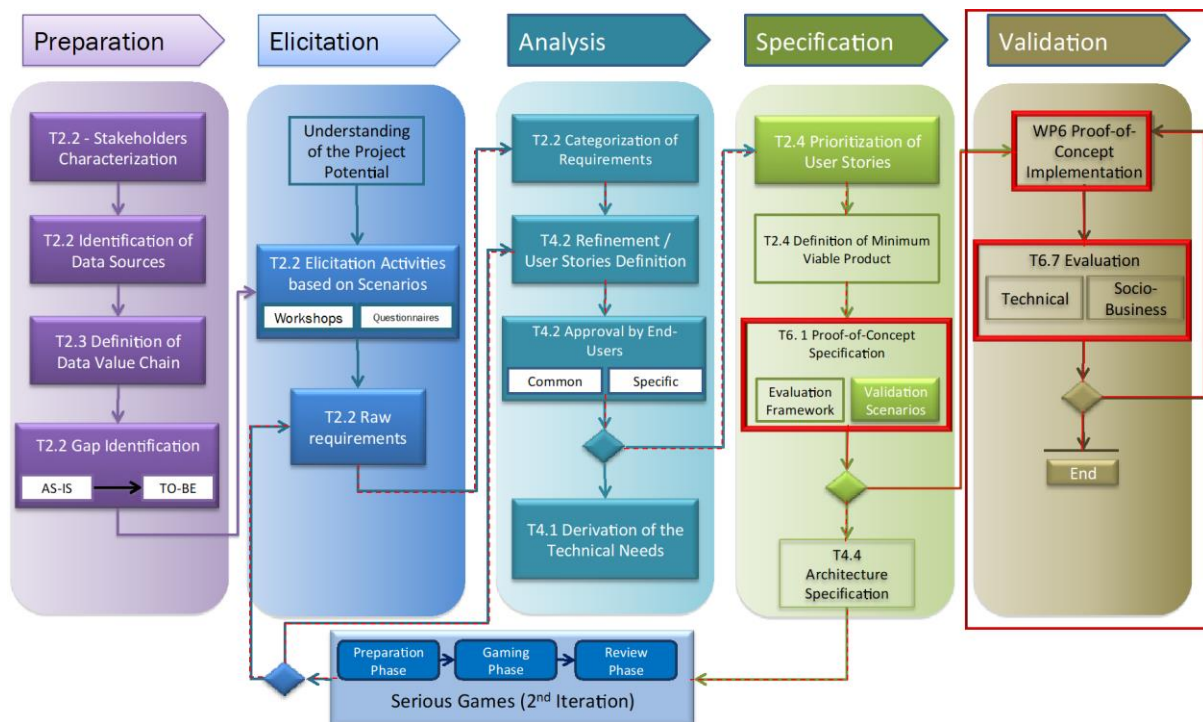 Preparation
Elicitation
Analysis
Specification
Validation
T2.2 - Stakeholders
Characterization
T2.2 Identification of
Data Sources
T2.3 Definition of
Data Value Chain
T2.2 Gap Identification
AS-IS
TO-BE
Understanding
of the Project
Potential
T2.2 Elicitation Activities
based on Scenarios
Workshops
Questionnaires
T2.2 Raw
requirements
T2.2 Categorization of
Requirements
T4.2 Refinement /
User Stories Definition
T4.2 Approval by End-
Users
Common
Specific
T4.1 Derivation of the
Technical Needs
T2.4 Prioritization of
User Stories
T2.4 Definition of Minimum
Viable Product
T6. 1 Proof-of-Concept
Specification
Evaluation
Framework
Validation
Scenarios
T4.4
Architecture
Specification
WP6 Proof-of-
Concept
Implementation
T6.7 Evaluation
Technical
Socio-
Business
End
Preparation
Phase
Gaming
Phase
Review
Phase
Serious Games (2nd Iteration)